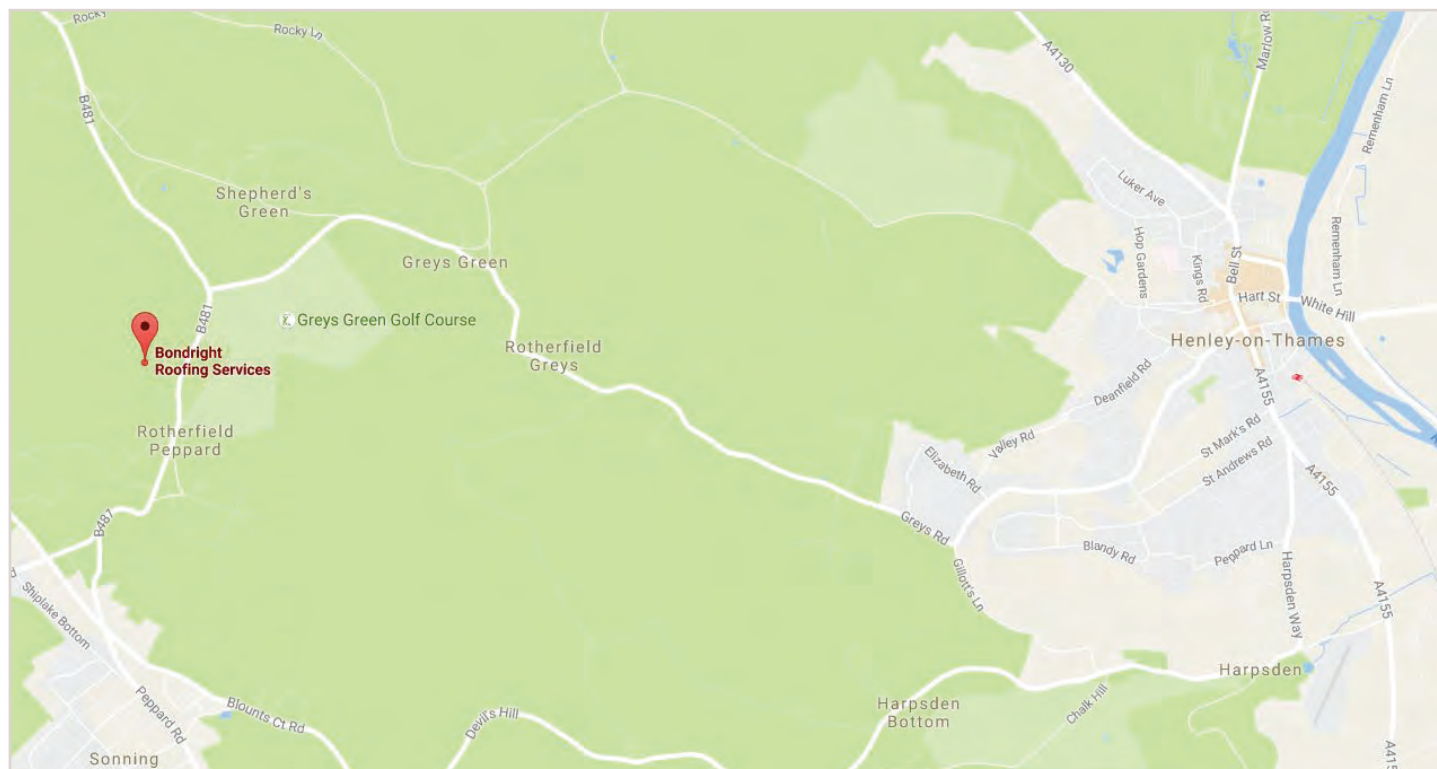 Rocky
Rocky Ln
A4130
Marlow R
Remenham Ln
B481
Shepherd's
Green
Luker Ave
Hop Gardens
Kings Rd
Bell St
Remenham Ln
Greys Green
Hart St
White Hill
B481
Greys Green Golf Course
Henley-on-Thames
Bondright
Roofing Services
Rotherfield
Greys
Deanfield Rd
A4155
Rotherfield
Peppard
Valley Rd
St Mark's Rd
Elizabeth Rd
St Andrews Rd
A4155
B481
Greys Rd
Blandy Rd
Peppard Ln
Gillott's Ln
Harpsden Way
A4155
Shiplake Bottom
Harpsden
Peppard Rd
Blounts Ct Rd
Devil's Hill
Harpsden
Bottom
Chalk Hill
Sonning
A415